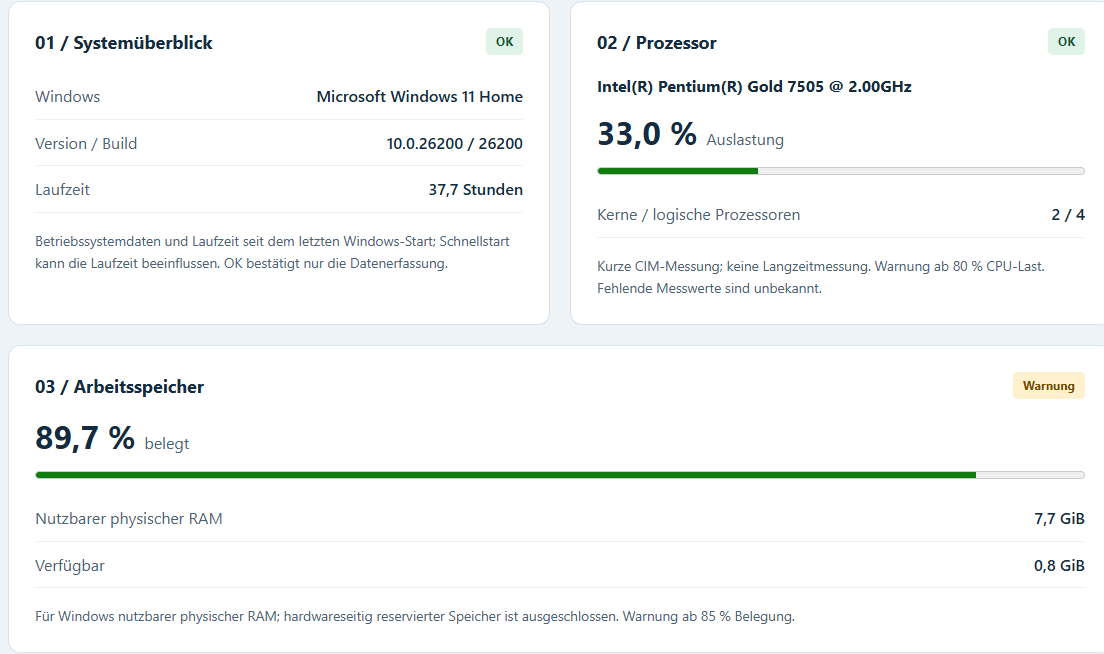 01 / Systemüberblick
OK
Windows
Microsoft Windows 11 Home
Version / Build
10.0.26200 / 26200
Laufzeit
37,7 Stunden
Betriebssystemdaten und Laufzeit seit dem letzten Windows-Start; Schnellstart
kann die Laufzeit beeinflussen. OK bestätigt nur die Datenerfassung.
02 / Prozessor
OK
Intel(R) Pentium(R) Gold 7505 @ 2.00GHz
33,0 % Auslastung
Kerne / logische Prozessoren
2 / 4
Kurze CIM-Messung; keine Langzeitmessung. Warnung ab 80 % CPU-Last.
Fehlende Messwerte sind unbekannt.
03 / Arbeitsspeicher
Warnung
89,7 % belegt
Nutzbarer physischer RAM
7,7 GiB
Verfügbar
0,8 GiB
Für Windows nutzbarer physischer RAM; hardwareseitig reservierter Speicher ist ausgeschlossen. Warnung ab 85 % Belegung.